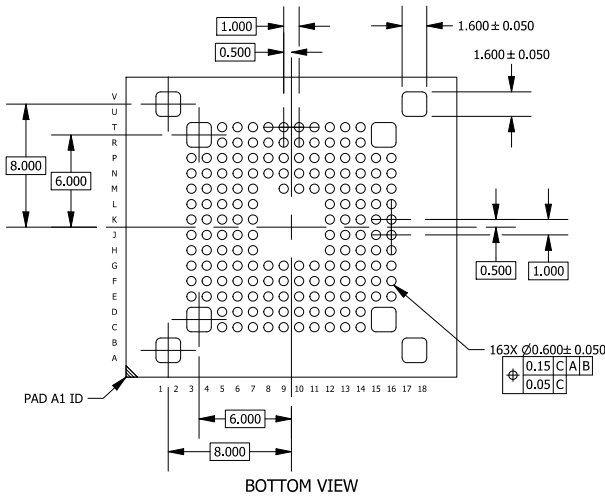 1.000
1.600 ± 0.050
0.500
1.600 ± 0.050
V
U
T
R
P
N
M
L
K
J
H
G
F
E
D
C
B
A
8.000
6.000
0.500
1.000
163X Ø0.600± 0.050
0.15 C A B
0.05 C
PAD A1 ID
1 2 3 4 5 6 7 8 9 10 11 12 13 14 15 16 17 18
6.000
8.000
BOTTOM VIEW